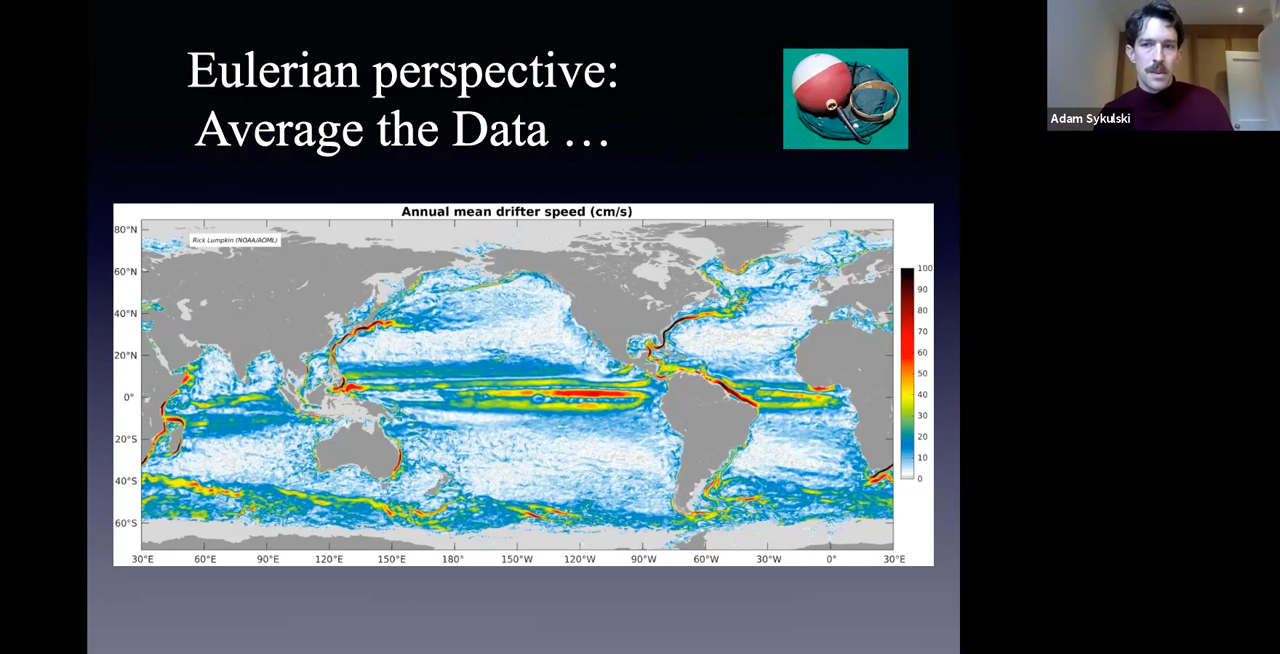 Eulerian perspective:
Average the Data …
Adam Sykulski
Annual mean drifter speed (cm/s)
Rick Lumpkin (NOAA/AOML)
80°N
60°N
40°N
20°N
0°
20°S
40°S
60°S
30°E
60°E
90°E
120°E
150°E
180°
150°W
120°W
90°W
60°W
30°W
0°
30°E
100
90
80
70
60
50
40
30
20
10
0